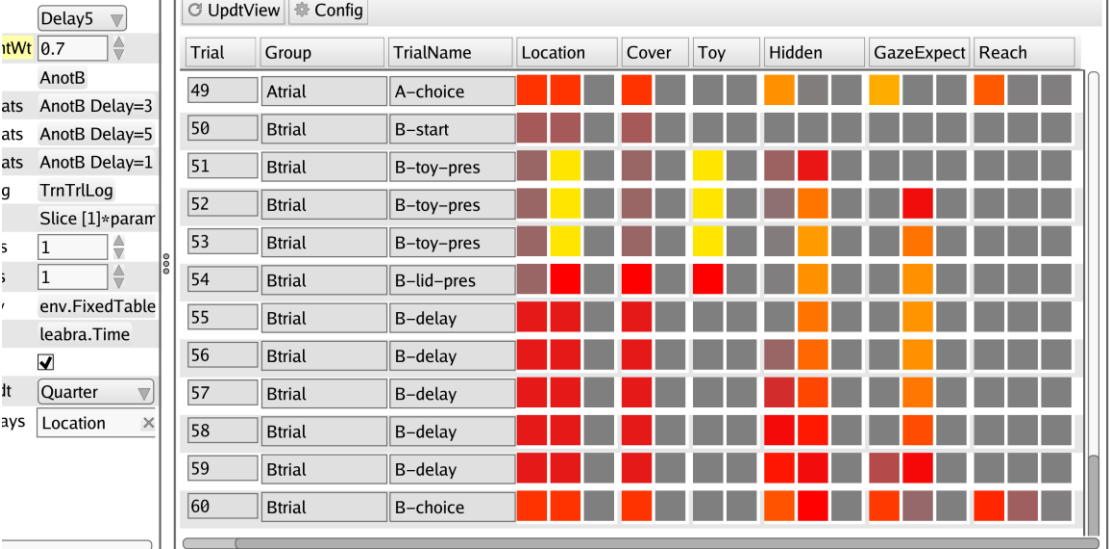 Delay5
ntWt 0.7
AnotB
ats AnotB Delay=3
ats AnotB Delay=5
ats AnotB Delay=1
g TrnTrlLog
Slice [1]*param
s 1
s 1
env.FixedTable
leabra.Time
dt Quarter
ays Location ×
UpdtView Config
Trial Group TrialName Location Cover Toy Hidden GazeExpect Reach
49 Atrial A-choice
50 Btrial B-start
51 Btrial B-toy-pres
52 Btrial B-toy-pres
53 Btrial B-toy-pres
54 Btrial B-lid-pres
55 Btrial B-delay
56 Btrial B-delay
57 Btrial B-delay
58 Btrial B-delay
59 Btrial B-delay
60 Btrial B-choice